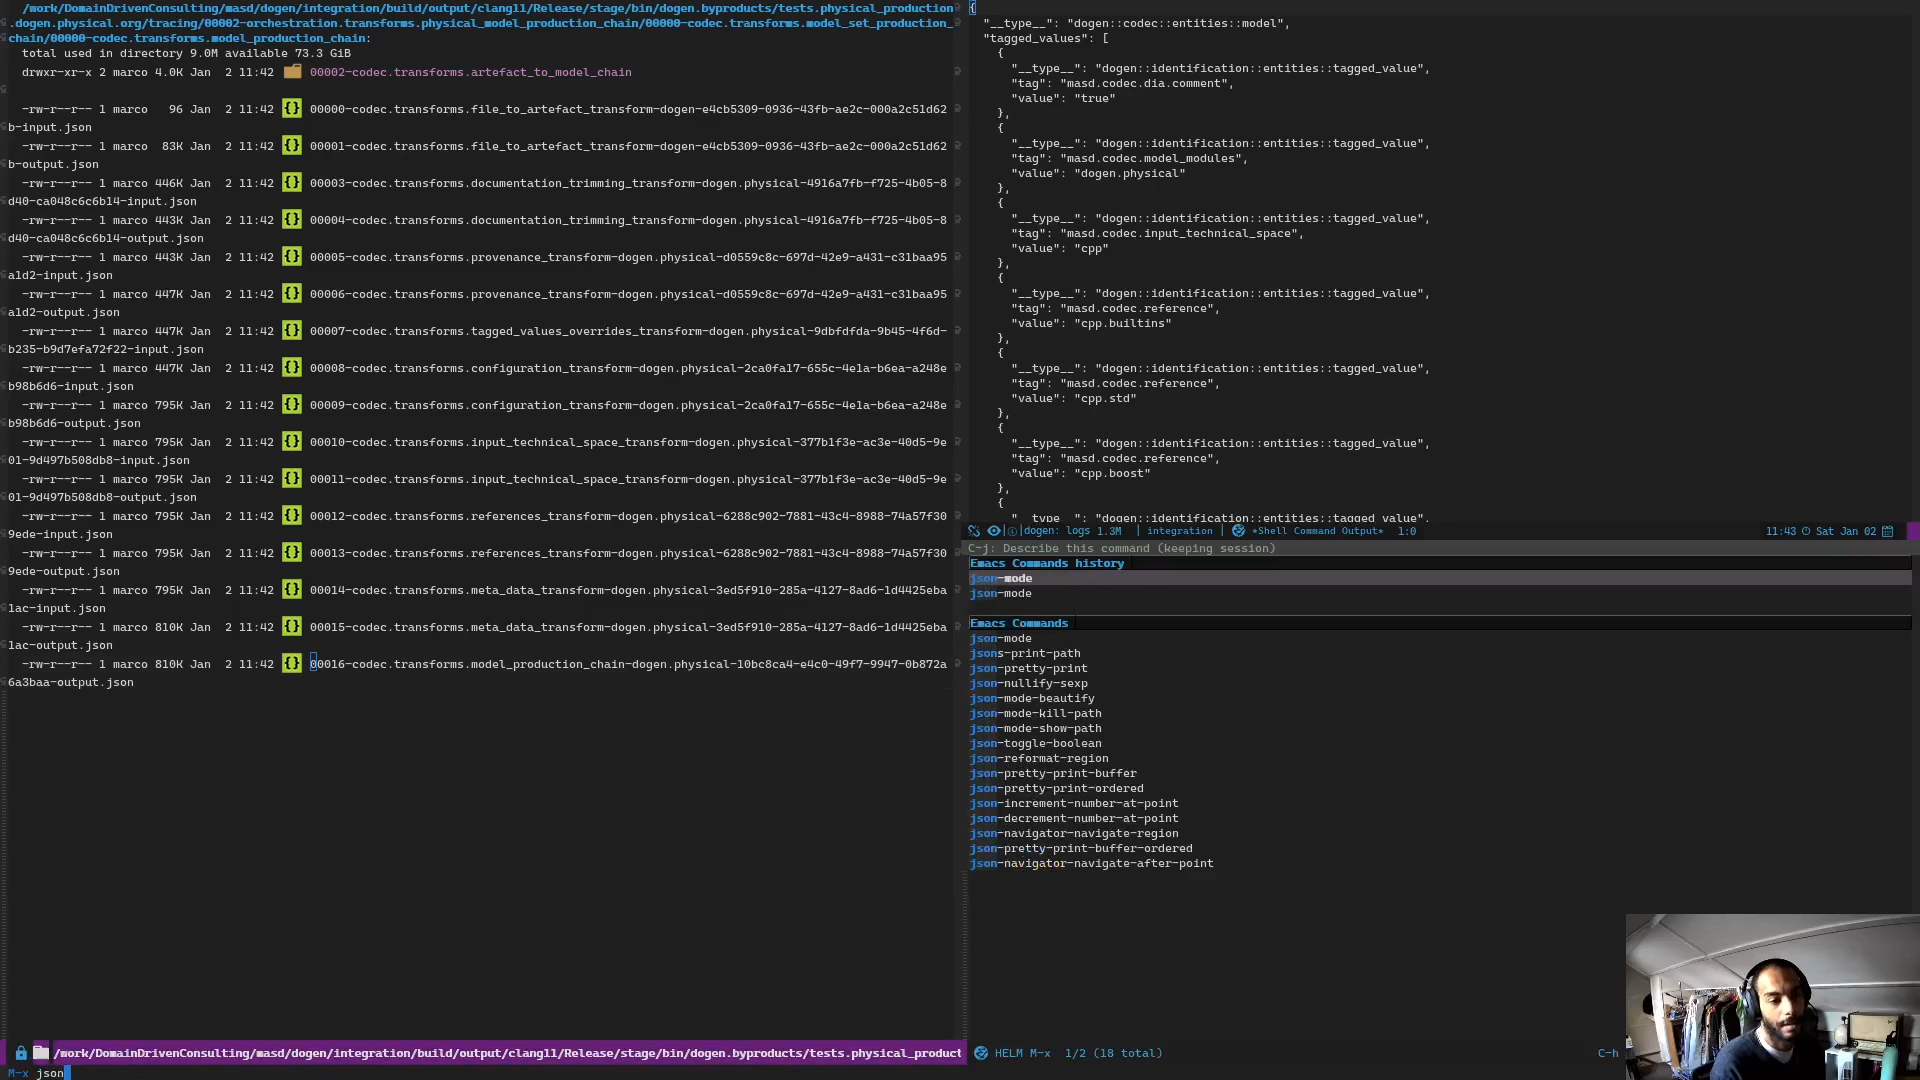 /work/DomainDrivenConsulting/masd/dogen/integration/build/output/clang11/Release/stage/bin/dogen.byproducts/tests.physical_production
.dogen.physical.org/tracing/00002-orchestration.transforms.physical_model_production_chain/00000-codec.transforms.model_set_production_
chain/00000-codec.transforms.model_production_chain:
total used in directory 9.0M available 73.3 GiB
drwxr-xr-x 2 marco 4.0K Jan  2 11:42 00002-codec.transforms.artefact_to_model_chain
-rw-r--r-- 1 marco   96 Jan  2 11:42 {} 00000-codec.transforms.file_to_artefact_transform-dogen-e4cb5309-0936-43fb-ae2c-000a2c51d62
b-input.json
-rw-r--r-- 1 marco  83K Jan  2 11:42 {} 00001-codec.transforms.file_to_artefact_transform-dogen-e4cb5309-0936-43fb-ae2c-000a2c51d62
b-output.json
-rw-r--r-- 1 marco 446K Jan  2 11:42 {} 00003-codec.transforms.documentation_trimming_transform-dogen.physical-4916a7fb-f725-4b05-8
d40-ca048c6c6b14-input.json
-rw-r--r-- 1 marco 443K Jan  2 11:42 {} 00004-codec.transforms.documentation_trimming_transform-dogen.physical-4916a7fb-f725-4b05-8
d40-ca048c6c6b14-output.json
-rw-r--r-- 1 marco 443K Jan  2 11:42 {} 00005-codec.transforms.provenance_transform-dogen.physical-d0559c8c-697d-42e9-a431-c31baa95
a1d2-input.json
-rw-r--r-- 1 marco 447K Jan  2 11:42 {} 00006-codec.transforms.provenance_transform-dogen.physical-d0559c8c-697d-42e9-a431-c31baa95
a1d2-output.json
-rw-r--r-- 1 marco 447K Jan  2 11:42 {} 00007-codec.transforms.tagged_values_overrides_transform-dogen.physical-9dbfdfda-9b45-4f6d-
b235-b9d7efa72f22-input.json
-rw-r--r-- 1 marco 447K Jan  2 11:42 {} 00008-codec.transforms.configuration_transform-dogen.physical-2ca0fa17-655c-4e1a-b6ea-a248e
b98b6d6-input.json
-rw-r--r-- 1 marco 795K Jan  2 11:42 {} 00009-codec.transforms.configuration_transform-dogen.physical-2ca0fa17-655c-4e1a-b6ea-a248e
b98b6d6-output.json
-rw-r--r-- 1 marco 795K Jan  2 11:42 {} 00010-codec.transforms.input_technical_space_transform-dogen.physical-377b1f3e-ac3e-40d5-9e
01-9d497b508db8-input.json
-rw-r--r-- 1 marco 795K Jan  2 11:42 {} 00011-codec.transforms.input_technical_space_transform-dogen.physical-377b1f3e-ac3e-40d5-9e
01-9d497b508db8-output.json
-rw-r--r-- 1 marco 795K Jan  2 11:42 {} 00012-codec.transforms.references_transform-dogen.physical-6288c902-7881-43c4-8988-74a57f30
9ede-input.json
-rw-r--r-- 1 marco 795K Jan  2 11:42 {} 00013-codec.transforms.references_transform-dogen.physical-6288c902-7881-43c4-8988-74a57f30
9ede-output.json
-rw-r--r-- 1 marco 795K Jan  2 11:42 {} 00014-codec.transforms.meta_data_transform-dogen.physical-3ed5f910-285a-4127-8ad6-1d4425eba
1ac-input.json
-rw-r--r-- 1 marco 810K Jan  2 11:42 {} 00015-codec.transforms.meta_data_transform-dogen.physical-3ed5f910-285a-4127-8ad6-1d4425eba
1ac-output.json
-rw-r--r-- 1 marco 810K Jan  2 11:42 {} 00016-codec.transforms.model_production_chain-dogen.physical-10bc8ca4-e4c0-49f7-9947-0b872a
6a3baa-output.json
/work/DomainDrivenConsulting/masd/dogen/integration/build/output/clang11/Release/stage/bin/dogen.byproducts/tests.physical_product
M-x json
{
"__type__": "dogen::codec::entities::model",
"tagged_values": [
{
"__type__": "dogen::identification::entities::tagged_value",
"tag": "masd.codec.dia.comment",
"value": "true"
},
{
"__type__": "dogen::identification::entities::tagged_value",
"tag": "masd.codec.model_modules",
"value": "dogen.physical"
},
{
"__type__": "dogen::identification::entities::tagged_value",
"tag": "masd.codec.input_technical_space",
"value": "cpp"
},
{
"__type__": "dogen::identification::entities::tagged_value",
"tag": "masd.codec.reference",
"value": "cpp.builtins"
},
{
"__type__": "dogen::identification::entities::tagged_value",
"tag": "masd.codec.reference",
"value": "cpp.std"
},
{
"__type__": "dogen::identification::entities::tagged_value",
"tag": "masd.codec.reference",
"value": "cpp.boost"
},
{
"__type__": "dogen::identification::entities::tagged_value",
dogen: logs 1.3M | integration | *Shell Command Output* 1:0 11:43 Sat Jan 02
C-j: Describe this command (keeping session)
Emacs Commands history
json-mode
json-mode
Emacs Commands
json-mode
jsons-print-path
json-pretty-print
json-nullify-sexp
json-mode-beautify
json-mode-kill-path
json-mode-show-path
json-toggle-boolean
json-reformat-region
json-pretty-print-buffer
json-pretty-print-ordered
json-increment-number-at-point
json-decrement-number-at-point
json-navigator-navigate-region
json-pretty-print-buffer-ordered
json-navigator-navigate-after-point
HELM M-x 1/2 (18 total) C-h